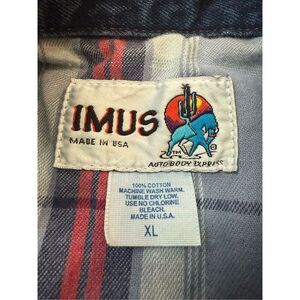 IMUS
MADE IN USA
AUTO BODY EXPRESS
100% COTTON
MACHINE WASH WARM.
TUMBLE DRY LOW.
USE NO CHLORINE
BLEACH.
MADE IN U.S.A.
XL